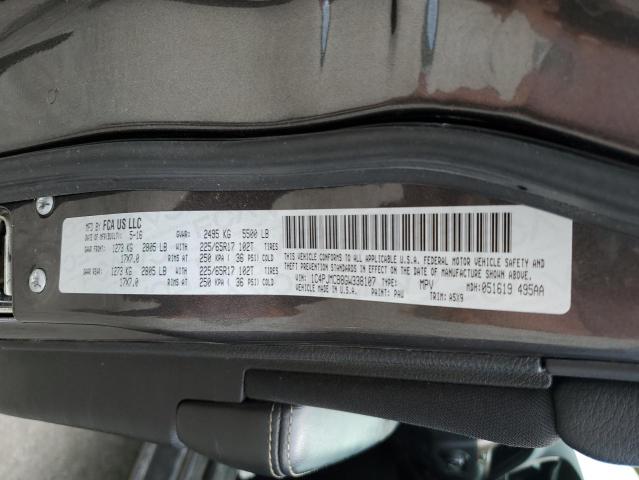 MFD BY FCA US LLC
DATE OF MFR/BUILT: 5-16 GVWR: 2495 KG 5500 LB
GAWR FRONT: 1273 KG 2805 LB WITH 225/65R17 102T TIRES
17X7.0 RIMS AT 250 KPA ( 36 PSI) COLD
GAWR REAR: 1273 KG 2805 LB WITH 225/65R17 102T TIRES
17X7.0 RIMS AT 250 KPA ( 36 PSI) COLD
THIS VEHICLE CONFORMS TO ALL APPLICABLE U.S.A. FEDERAL MOTOR VEHICLE SAFETY AND
THEFT PREVENTION STANDARDS IN EFFECT ON THE DATE OF MANUFACTURE SHOWN ABOVE.
VIN: 1C4PJMCB8GW338107 TYPE: MPV MDH: 051619 495AA
VEHICLE MADE IN U.S.A. PAINT: PAU TRIM: A5X9